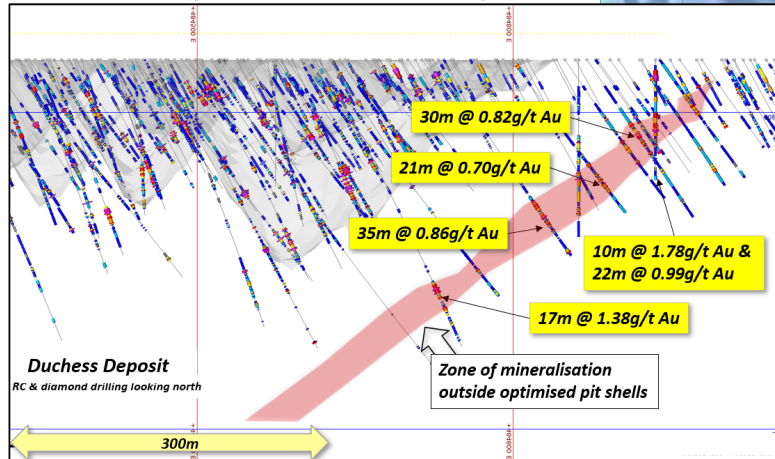 +484500 E
+484800 E
30m @ 0.82g/t Au
21m @ 0.70g/t Au
35m @ 0.86g/t Au
10m @ 1.78g/t Au &
22m @ 0.99g/t Au
17m @ 1.38g/t Au
Zone of mineralisation
outside optimised pit shells
Duchess Deposit
RC & diamond drilling looking north
300m